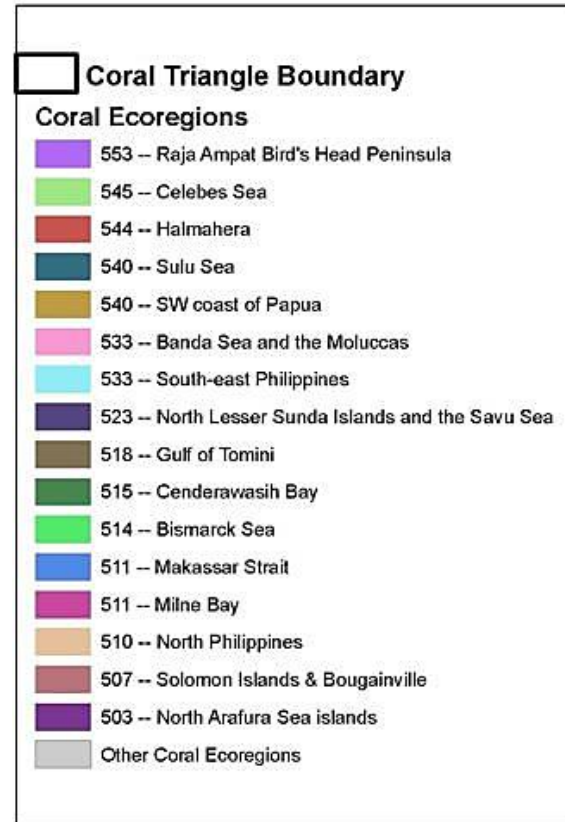 Coral Triangle Boundary
Coral Ecoregions
553 -- Raja Ampat Bird's Head Peninsula
545 -- Celebes Sea
544 -- Halmahera
540 -- Sulu Sea
540 -- SW coast of Papua
533 -- Banda Sea and the Moluccas
533 -- South-east Philippines
523 -- North Lesser Sunda Islands and the Savu Sea
518 -- Gulf of Tomini
515 -- Cenderawasih Bay
514 -- Bismarck Sea
511 -- Makassar Strait
511 -- Milne Bay
510 -- North Philippines
507 -- Solomon Islands & Bougainville
503 -- North Arafura Sea islands
Other Coral Ecoregions